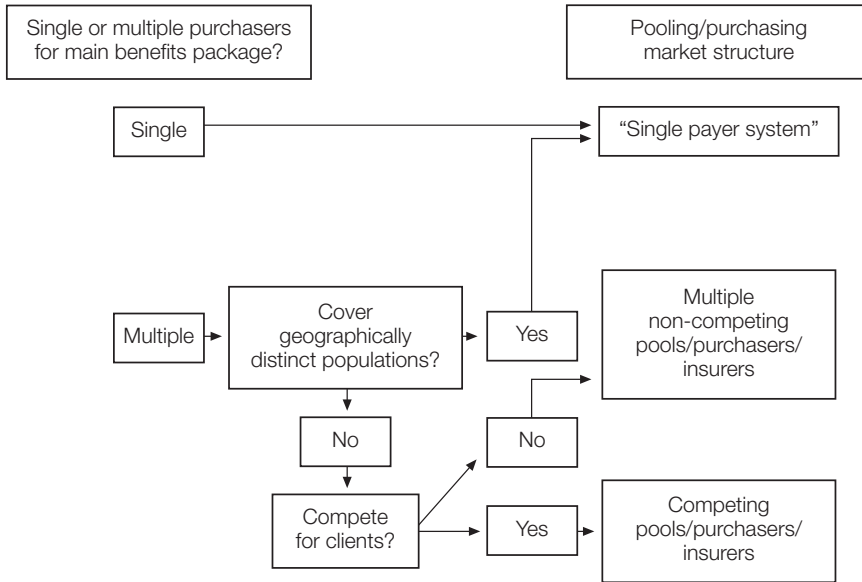 Single or multiple purchasers
for main benefits package?
Pooling/purchasing
market structure
Single
“Single payer system”
Multiple
Cover
geographically
distinct populations?
Yes
Multiple
non-competing
pools/purchasers/
insurers
No
No
Compete
for clients?
Yes
Competing
pools/purchasers/
insurers